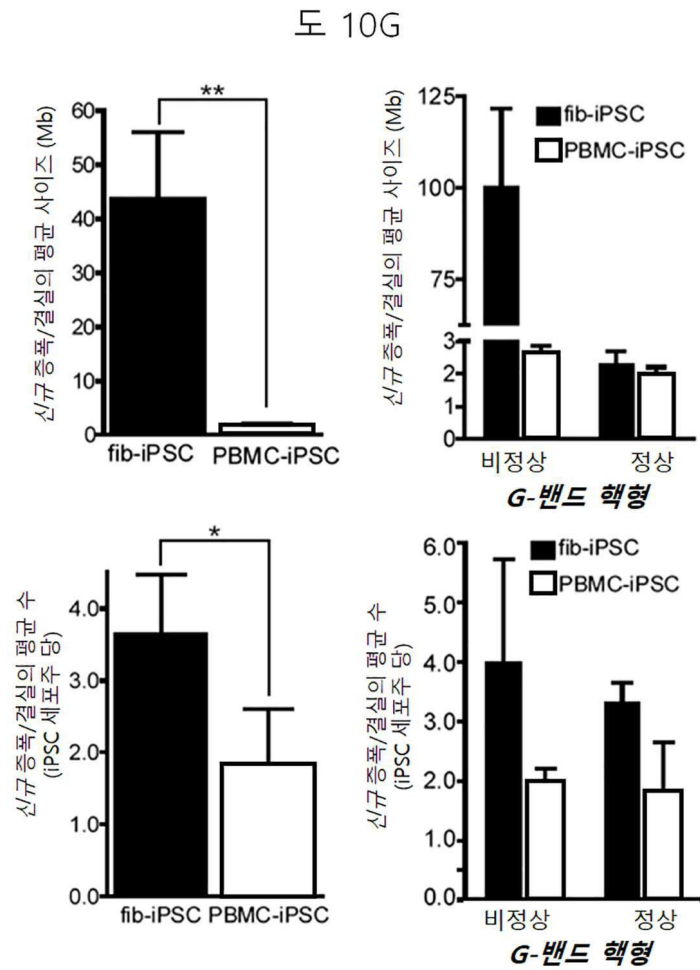 도 10G
신규 증폭/결실의 평균 사이즈 (Mb)
60
50
40
30
20
10
0
**
fib-iPSC PBMC-iPSC
신규 증폭/결실의 평균 사이즈 (Mb)
125
100
75
3
2
1
0
fib-iPSC
PBMC-iPSC
비정상 정상
G-밴드 핵형
신규 증폭/결실의 평균 수
(iPSC 세포주 당)
4.0
3.0
2.0
1.0
0.0
*
fib-iPSC PBMC-iPSC
신규 증폭/결실의 평균 수
(iPSC 세포주 당)
6.0
5.0
4.0
3.0
2.0
1.0
0.0
fib-iPSC
PBMC-iPSC
비정상 정상
G-밴드 핵형